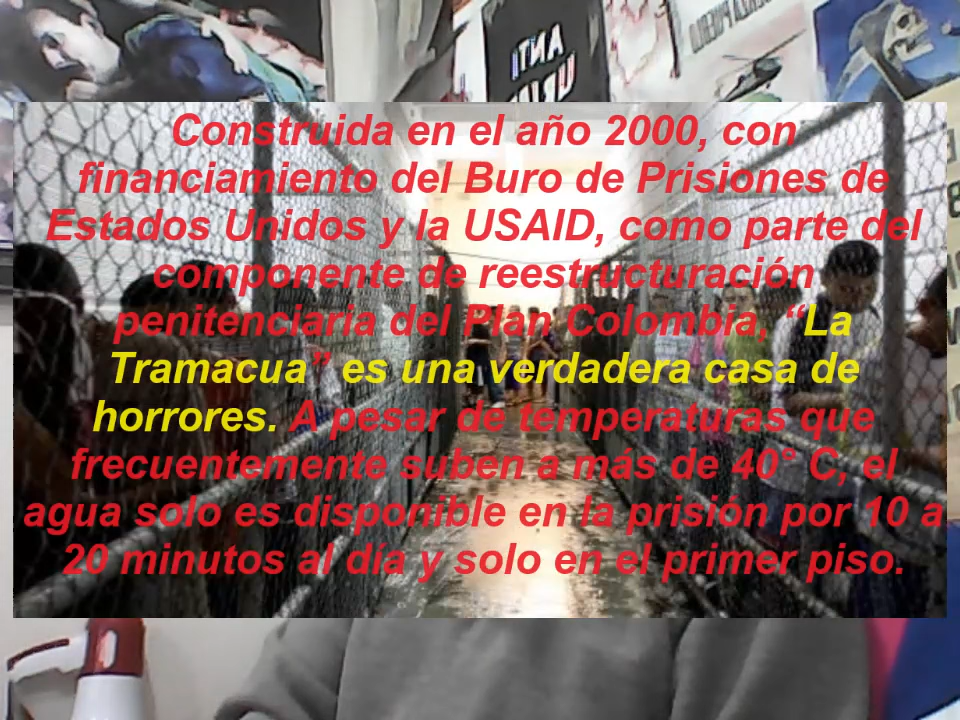 Construida en el año 2000, con
financiamiento del Buro de Prisiones de
Estados Unidos y la USAID, como parte del
componente de reestructuración
penitenciaria del Plan Colombia, “La
Tramacua” es una verdadera casa de
horrores. A pesar de temperaturas que
frecuentemente suben a más de 40° C, el
agua solo es disponible en la prisión por 10 a
20 minutos al día y solo en el primer piso.
ANTI